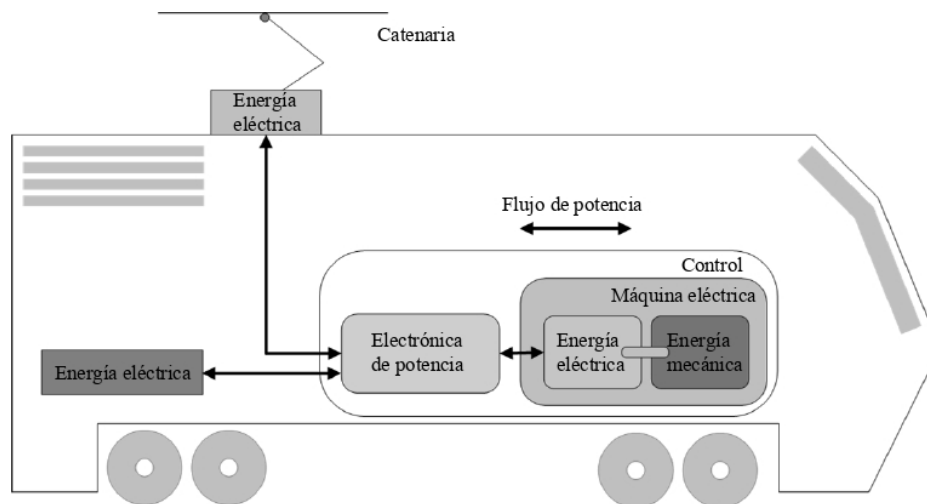 Catenaria
Energía
eléctrica
Flujo de potencia
Control
Máquina eléctrica
Electrónica
de potencia
Energía
eléctrica
Energía
mecánica
Energía eléctrica